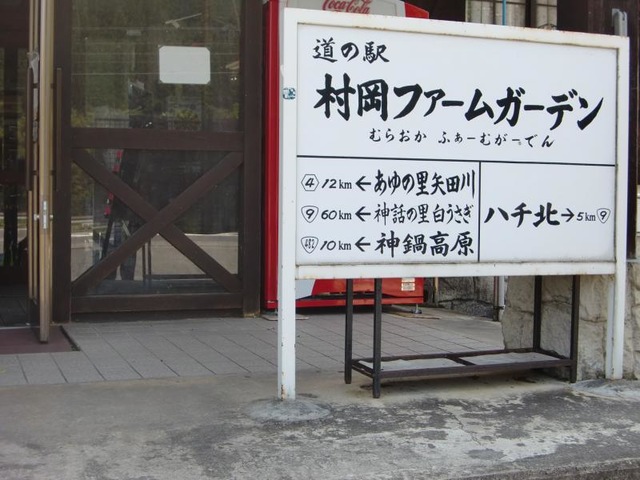 Coca-Cola
道の駅
村岡ファームガーデン
むらおか ふぁーむがーでん
④ 12km ← あゆの里矢田川
⑨ 60km ← 神話の里白うさぎ
482 10km ← 神鍋高原
ハチ北 → 5km ⑨